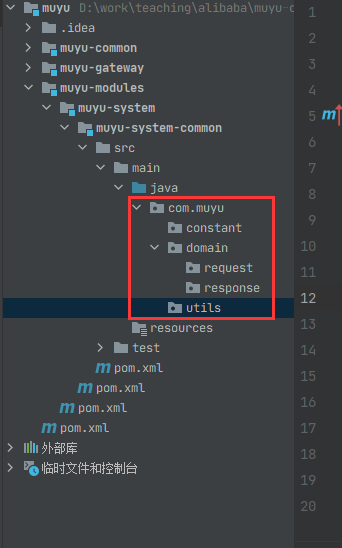 muyu D:\work\teaching\alibaba\muyu-c
.idea
muyu-common
muyu-gateway
muyu-modules
muyu-system
muyu-system-common
src
main
java
com.muyu
constant
domain
request
response
utils
resources
test
pom.xml
pom.xml
pom.xml
pom.xml
外部库
临时文件和控制台
1
3
4
5
6
7
8
9
10
11
12
13
14
15
16
17
18
19
20